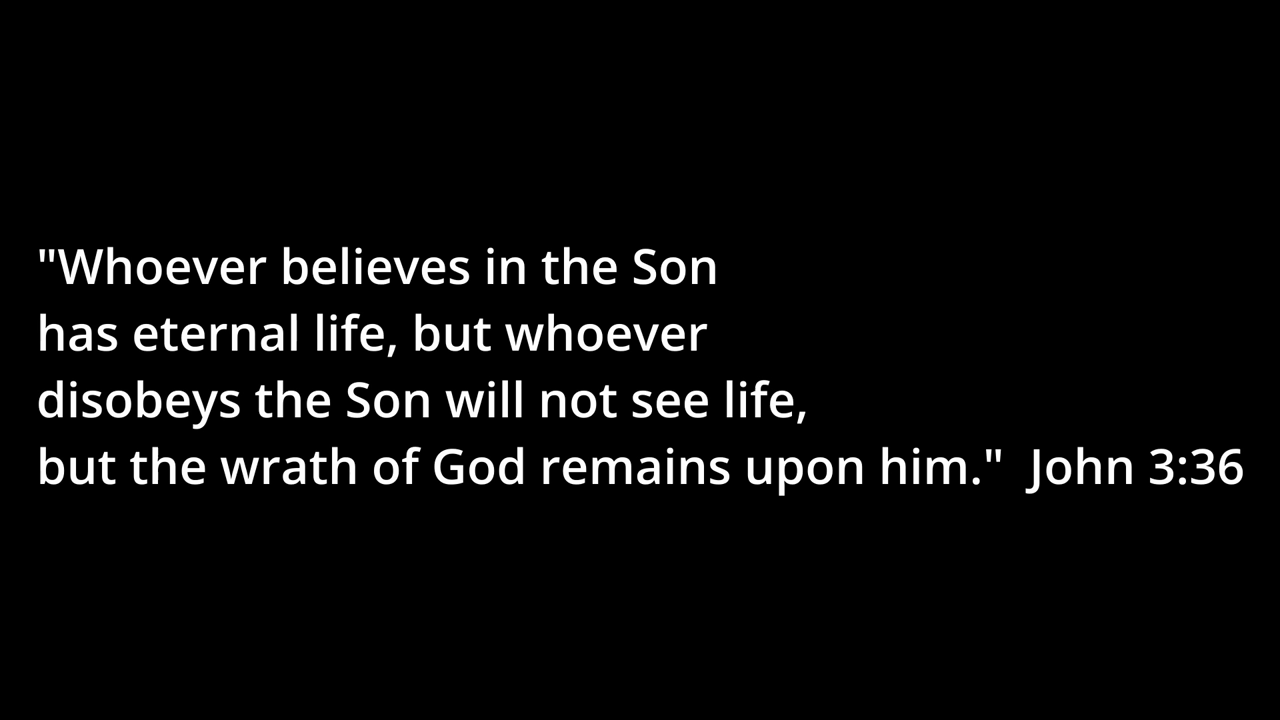 "Whoever believes in the Son
has eternal life, but whoever
disobeys the Son will not see life,
but the wrath of God remains upon him."  John 3:36